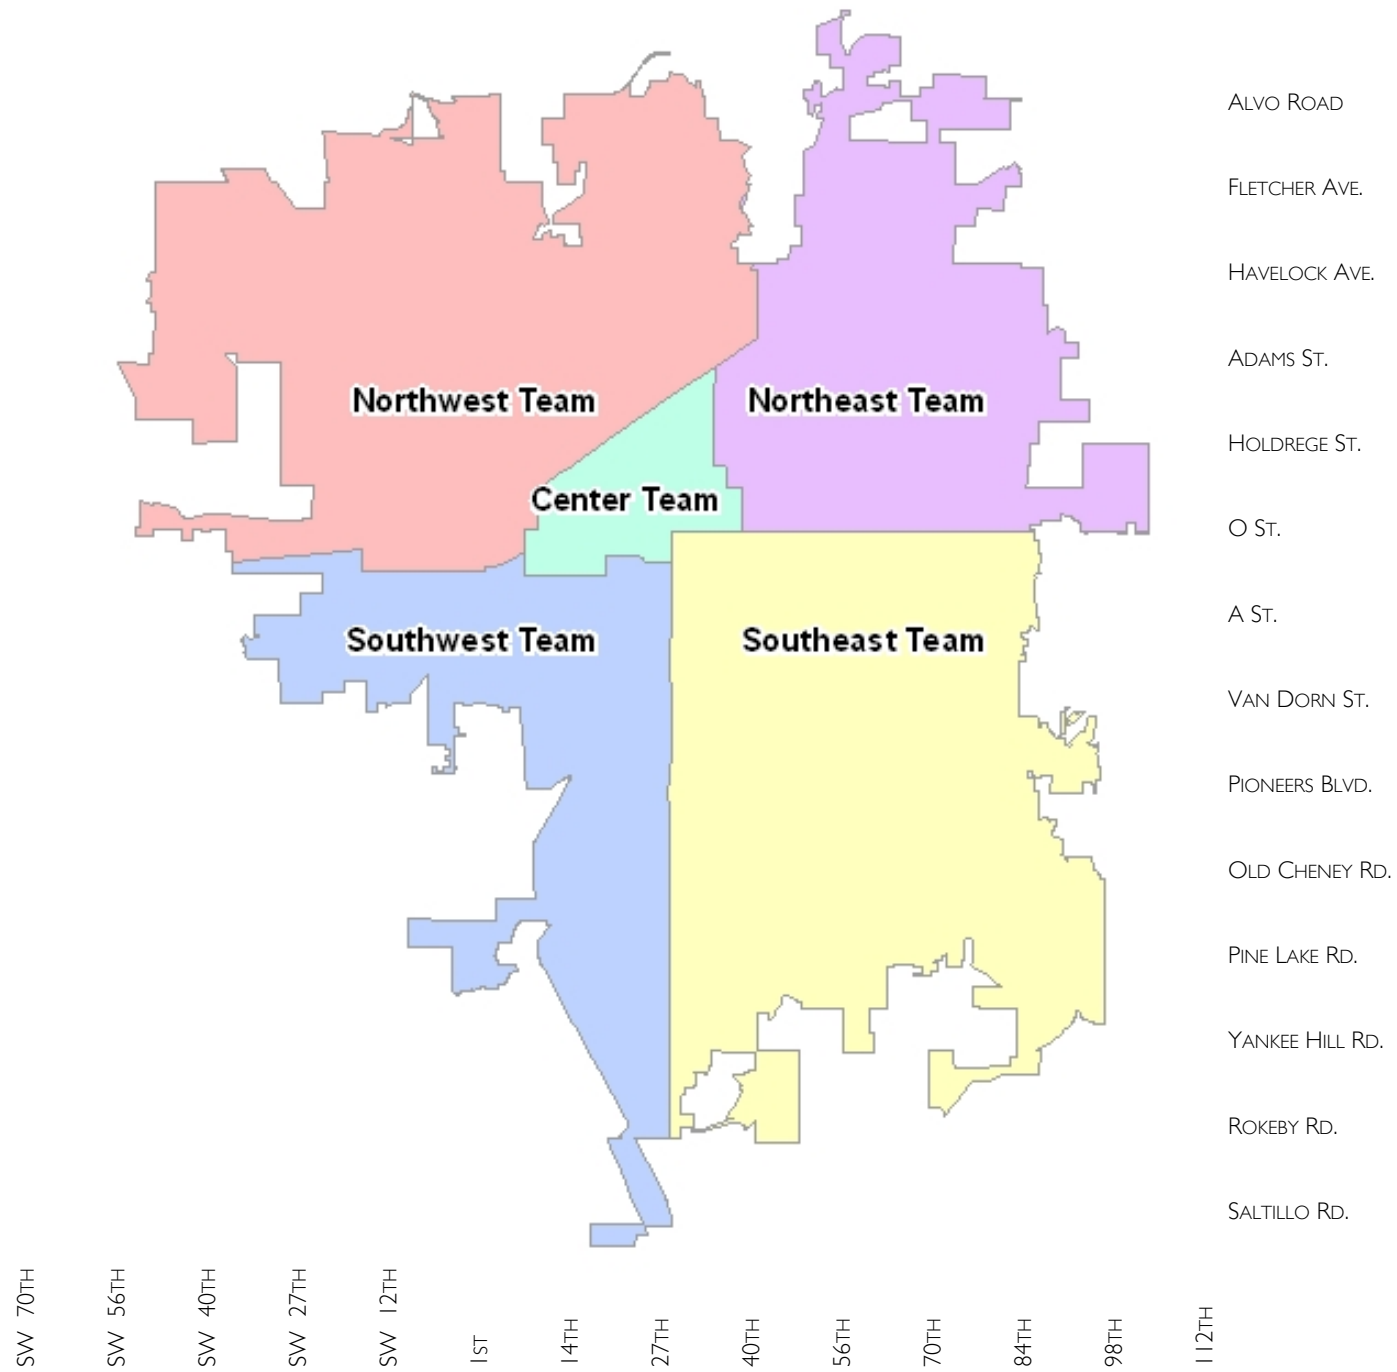 Alvo Road
Fletcher Ave.
Havelock Ave.
Adams St.
Northwest Team
Northeast Team
Holdrege St.
Center Team
O St.
A St.
Southwest Team
Southeast Team
Van Dorn St.
Pioneers Blvd.
Old Cheney Rd.
Pine Lake Rd.
Yankee Hill Rd.
Rokeby Rd.
Saltillo Rd.
SW 70th
SW 56th
SW 40th
SW 27th
SW 12th
1st
14th
27th
40th
56th
70th
84th
98th
112th